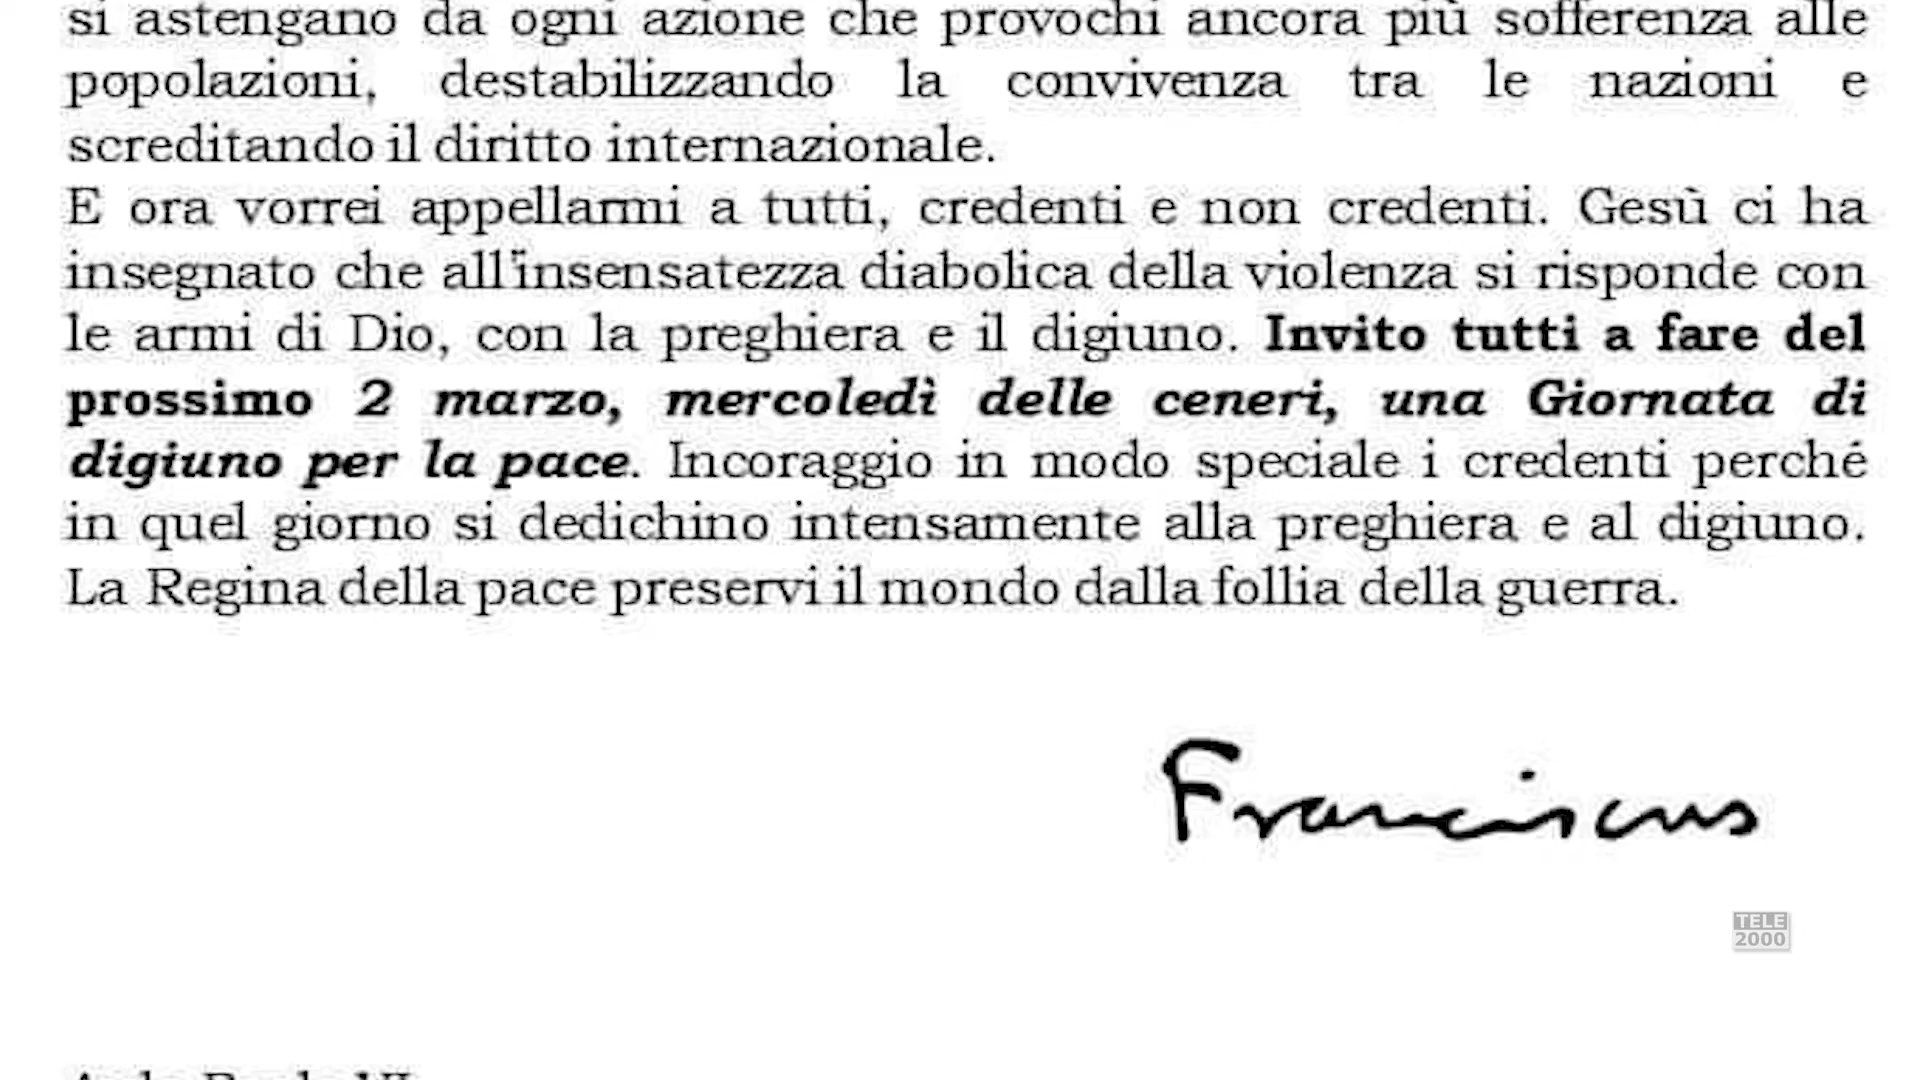 si astengano da ogni azione che provochi ancora più sofferenza alle
popolazioni, destabilizzando la convivenza tra le nazioni e
screditando il diritto internazionale.
E ora vorrei appellarmi a tutti, credenti e non credenti. Gesù ci ha
insegnato che all'insensatezza diabolica della violenza si risponde con
le armi di Dio, con la preghiera e il digiuno. Invito tutti a fare del
prossimo 2 marzo, mercoledì delle ceneri, una Giornata di
digiuno per la pace. Incoraggio in modo speciale i credenti perché
in quel giorno si dedichino intensamente alla preghiera e al digiuno.
La Regina della pace preservi il mondo dalla follia della guerra.
Franciscus
TELE
2000